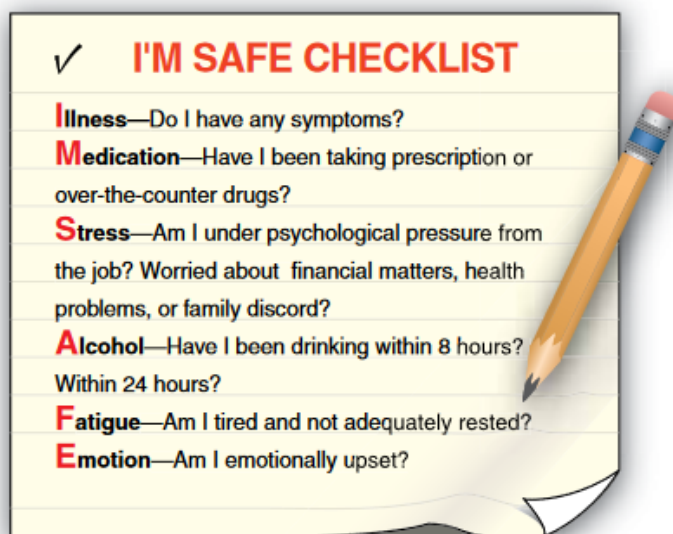 ✓ I'M SAFE CHECKLIST
Illness—Do I have any symptoms?
Medication—Have I been taking prescription or
over-the-counter drugs?
Stress—Am I under psychological pressure from
the job? Worried about financial matters, health
problems, or family discord?
Alcohol—Have I been drinking within 8 hours?
Within 24 hours?
Fatigue—Am I tired and not adequately rested?
Emotion—Am I emotionally upset?